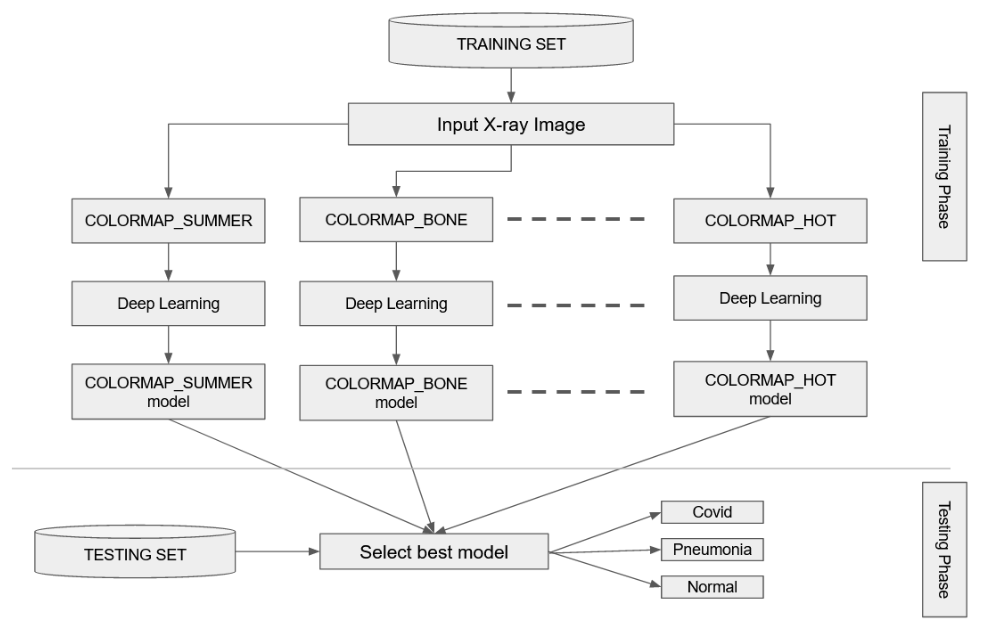 TRAINING SET
Input X-ray Image
Training Phase
COLORMAP_SUMMER
COLORMAP_BONE
COLORMAP_HOT
Deep Learning
Deep Learning
Deep Learning
COLORMAP_SUMMER
model
COLORMAP_BONE
model
COLORMAP_HOT
model
TESTING SET
Select best model
Covid
Pneumonia
Normal
Testing Phase